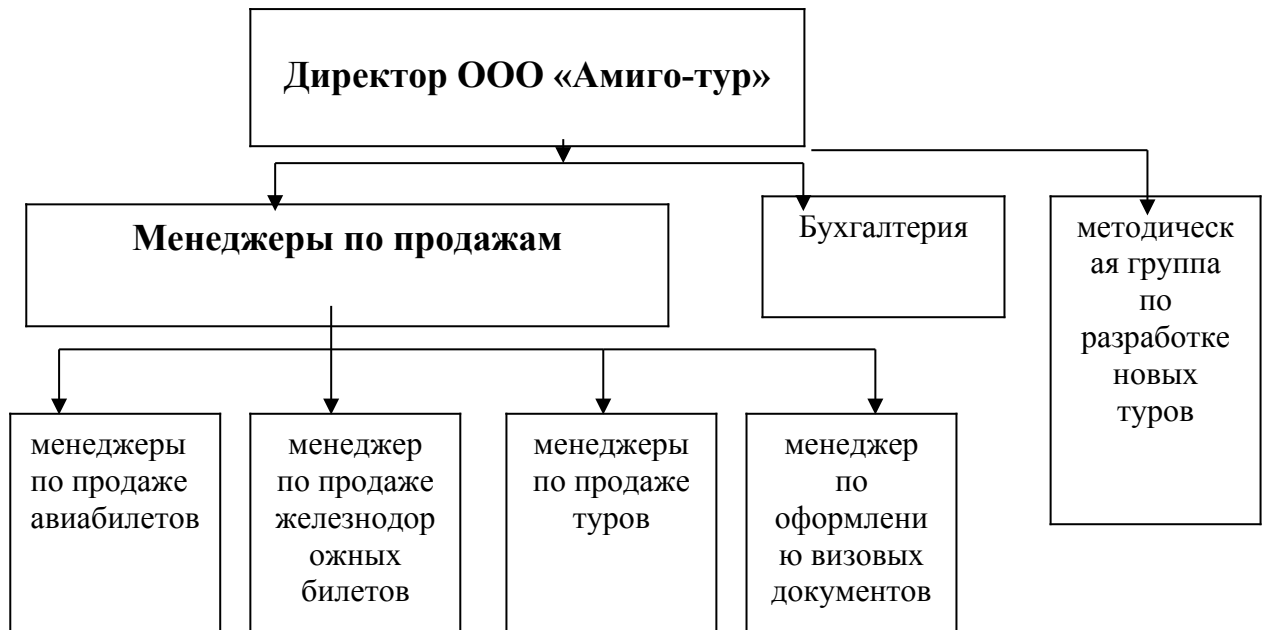 Директор ООО «Амиго-тур»
Менеджеры по продажам
Бухгалтерия
методическ
ая группа
по
разработке
новых
туров
менеджеры
по продаже
авиабилетов
менеджер
по продаже
железнодор
ожных
билетов
менеджеры
по продаже
туров
менеджер
по
оформлени
ю визовых
документов